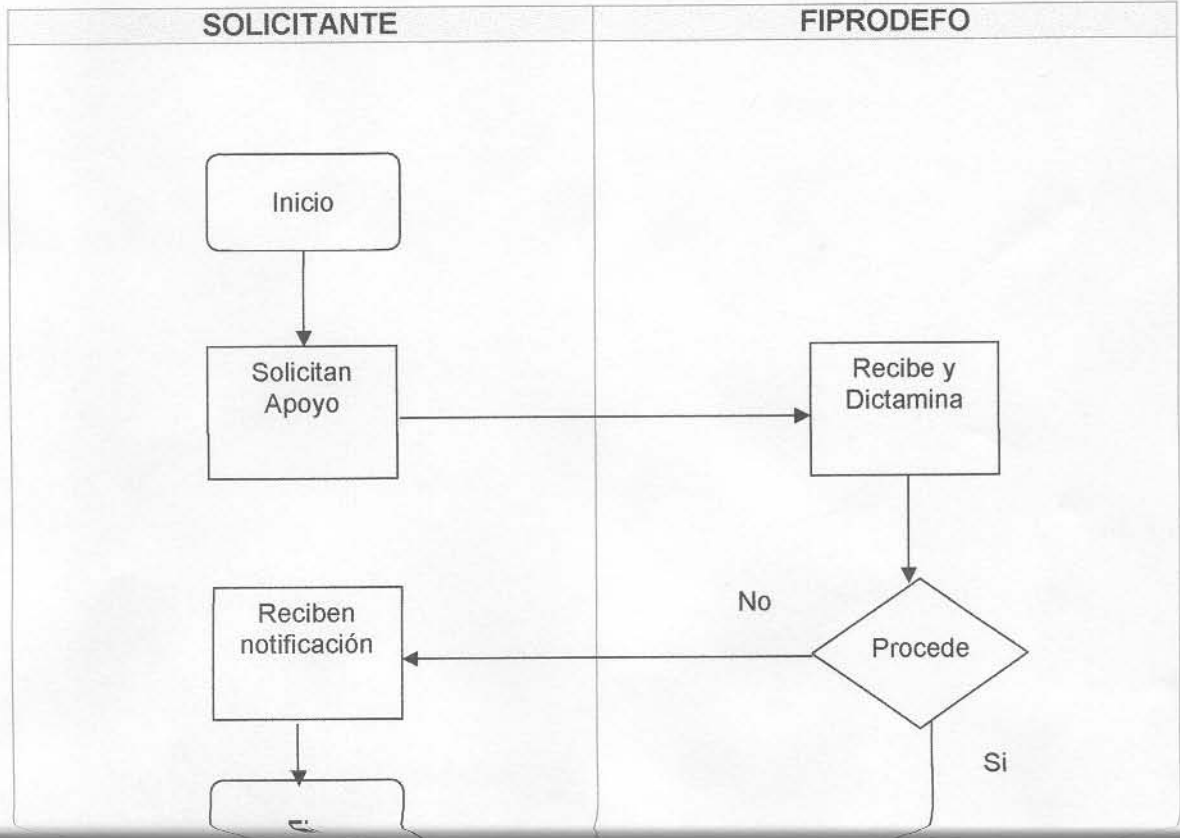 SOLICITANTE
FIPRODEFO
Inicio
Solicitan
Apoyo
Recibe y
Dictamina
No
Procede
Reciben
notificación
Si